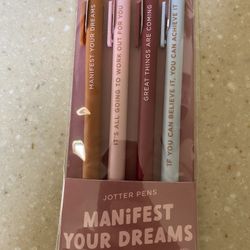 MANIFEST YOUR DREAMS
IT'S ALL GOING TO WORK OUT FOR YOU
GREAT THINGS ARE COMING
IF YOU CAN BELIEVE IT, YOU CAN ACHIEVE IT
JOTTER PENS
MANiFEST
YOUR DREAMS